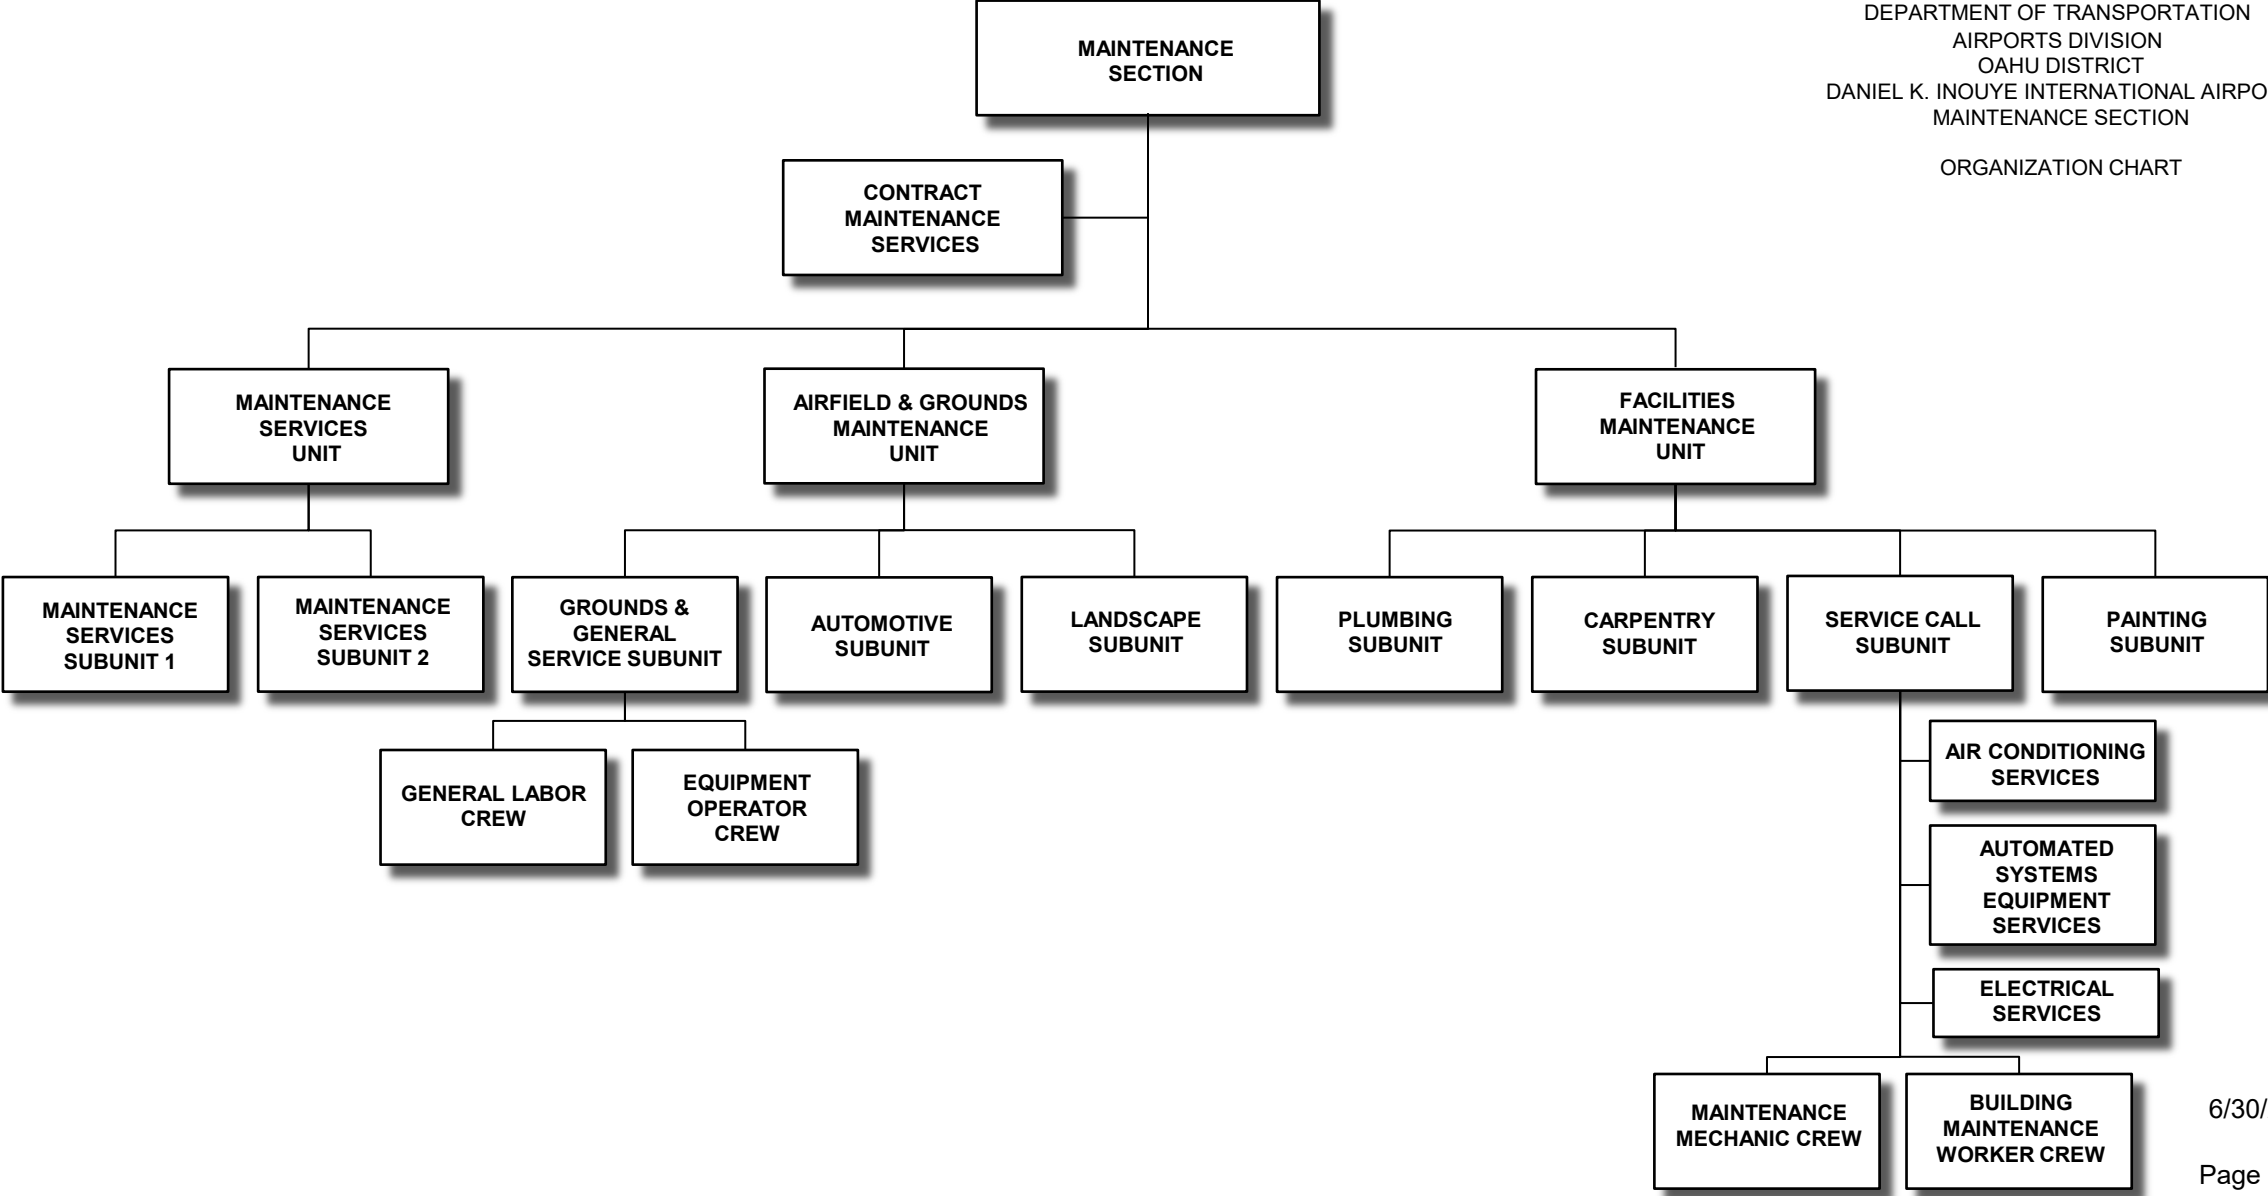 DEPARTMENT OF TRANSPORTATION
AIRPORTS DIVISION
OAHU DISTRICT
DANIEL K. INOUYE INTERNATIONAL AIRPO
MAINTENANCE SECTION
ORGANIZATION CHART
MAINTENANCE
SECTION
CONTRACT
MAINTENANCE
SERVICES
MAINTENANCE
SERVICES
UNIT
AIRFIELD & GROUNDS
MAINTENANCE
UNIT
FACILITIES
MAINTENANCE
UNIT
MAINTENANCE
SERVICES
SUBUNIT 1
MAINTENANCE
SERVICES
SUBUNIT 2
GROUNDS &
GENERAL
SERVICE SUBUNIT
AUTOMOTIVE
SUBUNIT
LANDSCAPE
SUBUNIT
PLUMBING
SUBUNIT
CARPENTRY
SUBUNIT
SERVICE CALL
SUBUNIT
PAINTING
SUBUNIT
GENERAL LABOR
CREW
EQUIPMENT
OPERATOR
CREW
AIR CONDITIONING
SERVICES
AUTOMATED
SYSTEMS
EQUIPMENT
SERVICES
ELECTRICAL
SERVICES
MAINTENANCE
MECHANIC CREW
BUILDING
MAINTENANCE
WORKER CREW
6/30/
Page